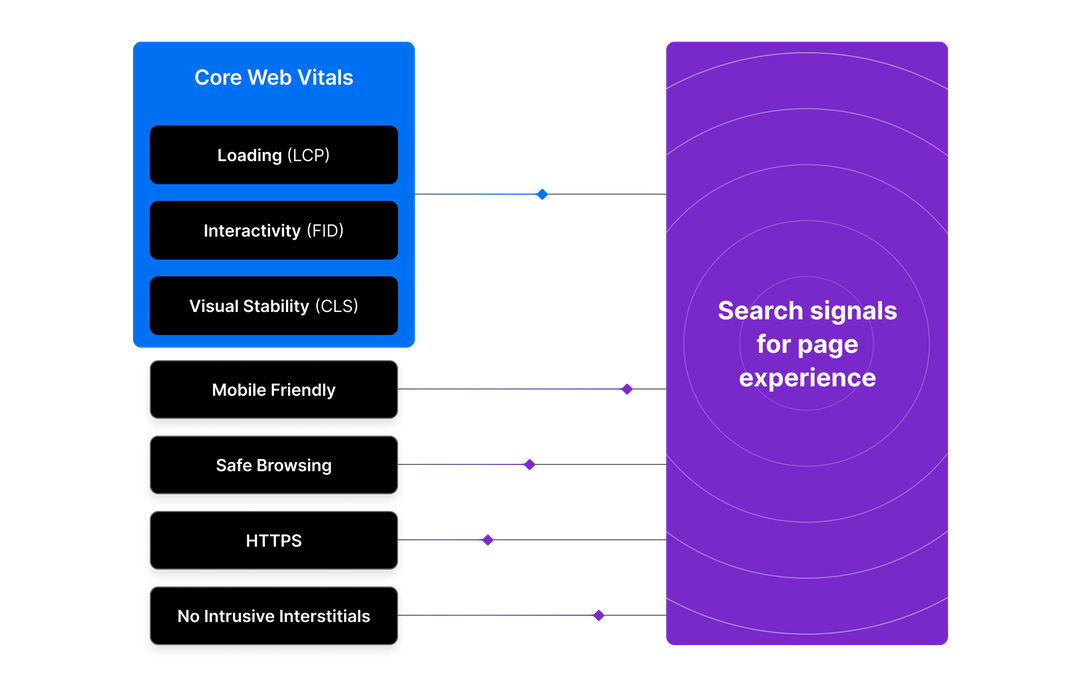 Core Web Vitals
Loading (LCP)
Interactivity (FID)
Visual Stability (CLS)
Mobile Friendly
Safe Browsing
HTTPS
No Intrusive Interstitials
Search signals
for page
experience